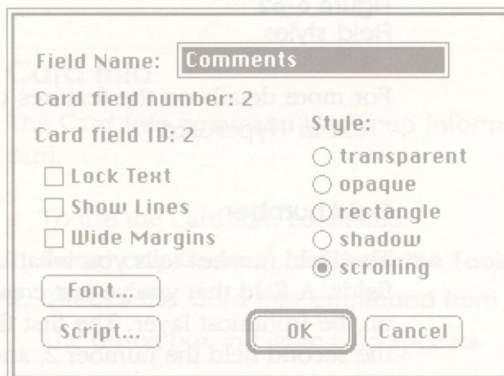 Field Name: Comments
Card field number: 2
Card field ID: 2
Style:
transparent
Lock Text
opaque
Show Lines
rectangle
Wide Margins
shadow
scrolling
Font...
Script...
OK
Cancel